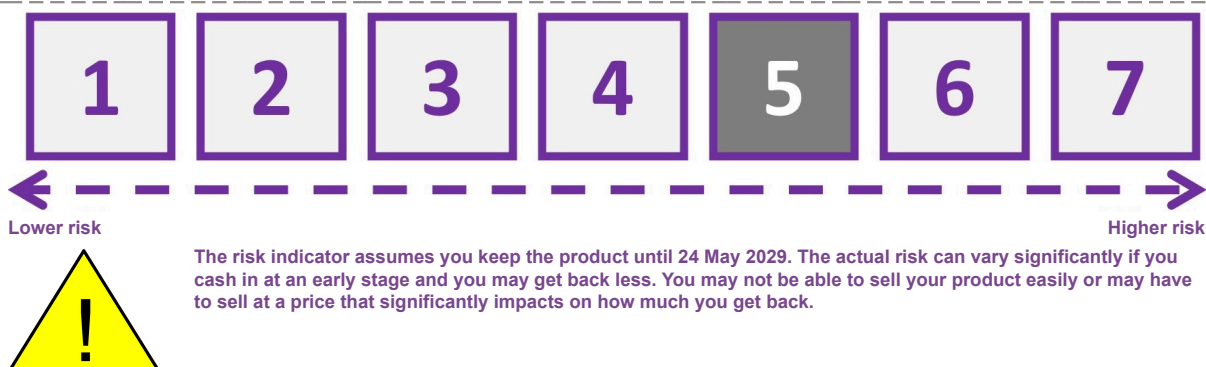 1 2 3 4 5 6 7
Lower risk Higher risk
The risk indicator assumes you keep the product until 24 May 2029. The actual risk can vary significantly if you
cash in at an early stage and you may get back less. You may not be able to sell your product easily or may have
to sell at a price that significantly impacts on how much you get back.
!